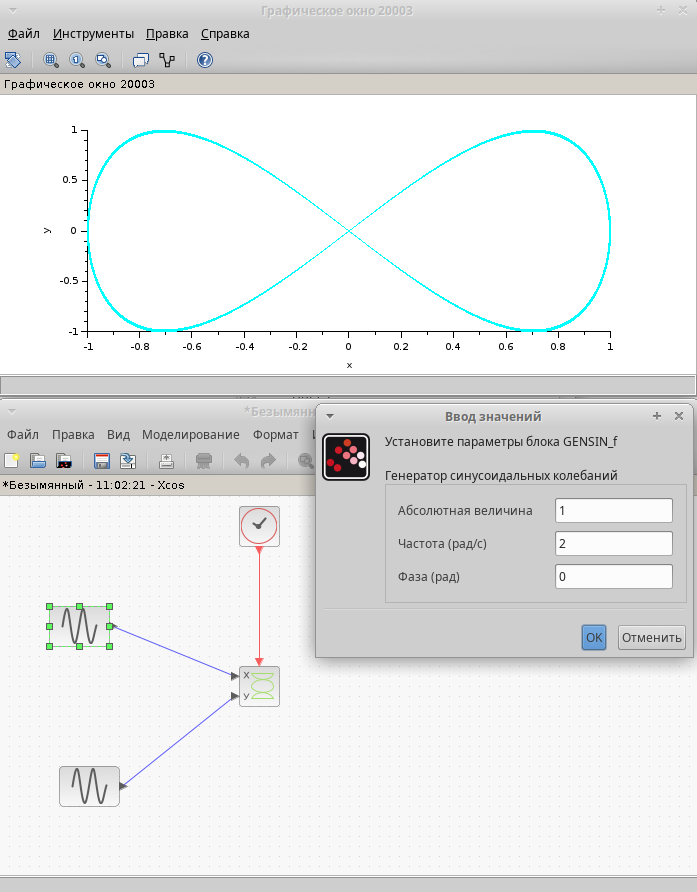 Графическое окно 20003
Файл Инструменты Правка Справка
Графическое окно 20003
1
0.5
0
-0.5
-1
y
-1 -0.8 -0.6 -0.4 -0.2 0 0.2 0.4 0.6 0.8 1
x
*Безымянн
Файл Правка Вид Моделирование Формат
*Безымянный - 11:02:21 - Xcos
X
У
Ввод значений
Установите параметры блока GENSIN_f
Генератор синусоидальных колебаний
Абсолютная величина 1
Частота (рад/с) 2
Фаза (рад) 0
OK Отменить